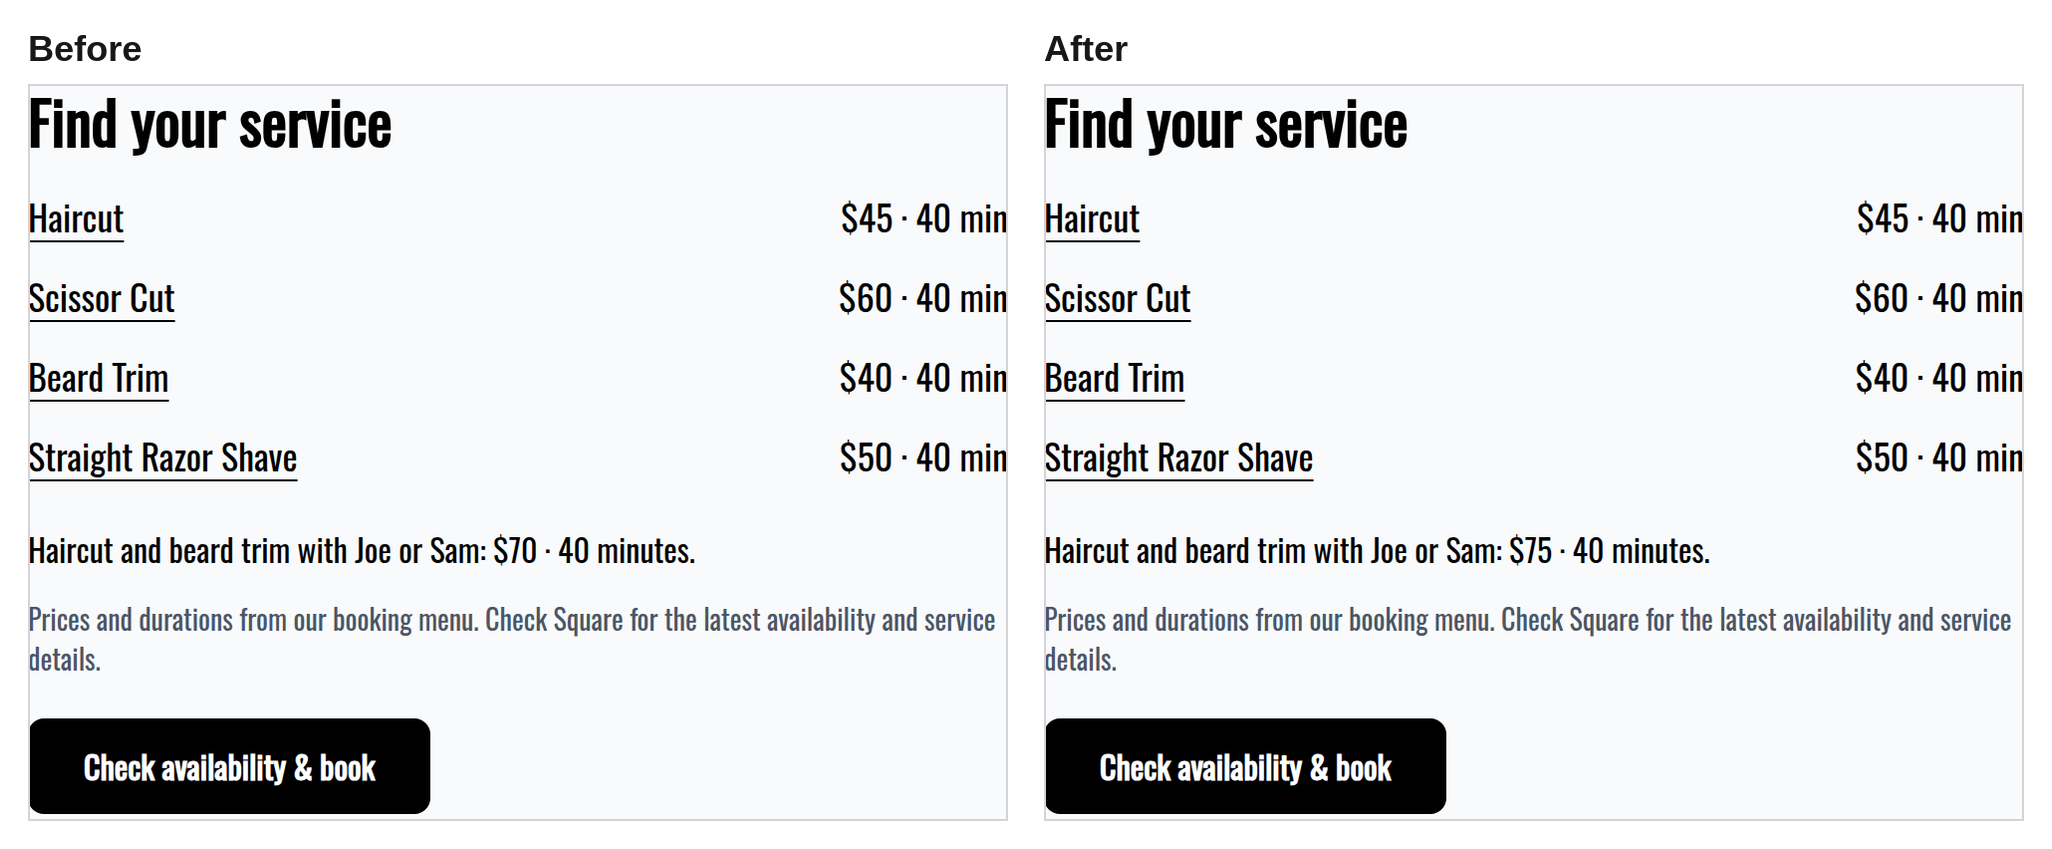 Before
Find your service
Haircut $45 · 40 min
Scissor Cut $60 · 40 min
Beard Trim $40 · 40 min
Straight Razor Shave $50 · 40 min
Haircut and beard trim with Joe or Sam: $70 · 40 minutes.
Prices and durations from our booking menu. Check Square for the latest availability and service
details.
Check availability & book
After
Find your service
Haircut $45 · 40 min
Scissor Cut $60 · 40 min
Beard Trim $40 · 40 min
Straight Razor Shave $50 · 40 min
Haircut and beard trim with Joe or Sam: $75 · 40 minutes.
Prices and durations from our booking menu. Check Square for the latest availability and service
details.
Check availability & book